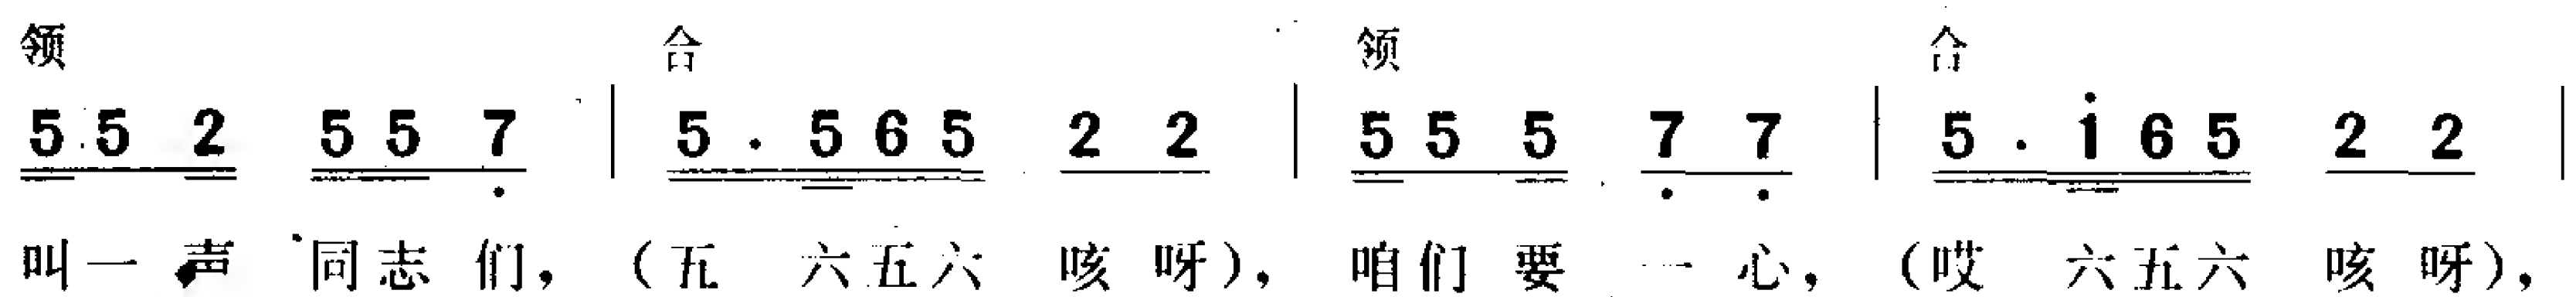 领 合 领 合
5 5 2 5 5 7 | 5 . 5 6 5 2 2 | 5 5 5 7 7 | 5 . i 6 5 2 2 |
叫一声 同志们，（五 六五六 咳呀），咱们要 一心，（哎 六五六 咳呀），